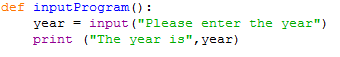 def inputProgram():
    year = input("Please enter the year")
    print ("The year is",year)